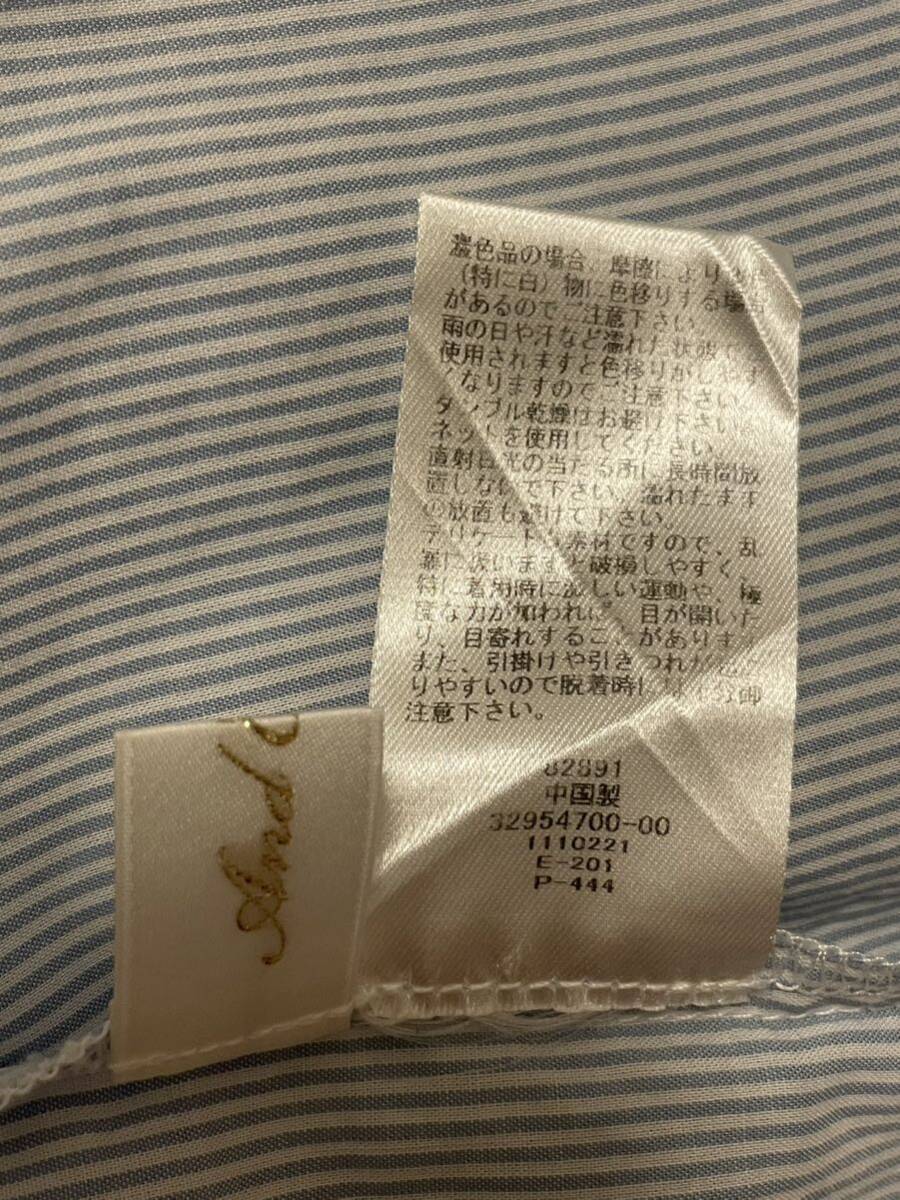 濃色品の場合、摩擦により
(特に白)物に色移りする場合
があるのでご注意下さい。
雨の日や汗など濡れた状態で
使用されますと色移りがしやす
くなりますのでご注意下さい。
タンブル乾燥はお避け下さい。
ネットを使用してください。
直射日光の当たる所に長時間放
置しないで下さい。濡れたまま
の放置も避けて下さい。
デリケートな素材ですので、乱
暴に扱いますと破損しやすく、
特に着用時に激しい運動や、極
度な力が加われば、目が開いた
り、目寄れすることがあります
また、引掛けや引きつれが
りやすいので脱着時には十分御
注意下さい。
82891
中国製
32954700-00
1110221
E-201
P-444